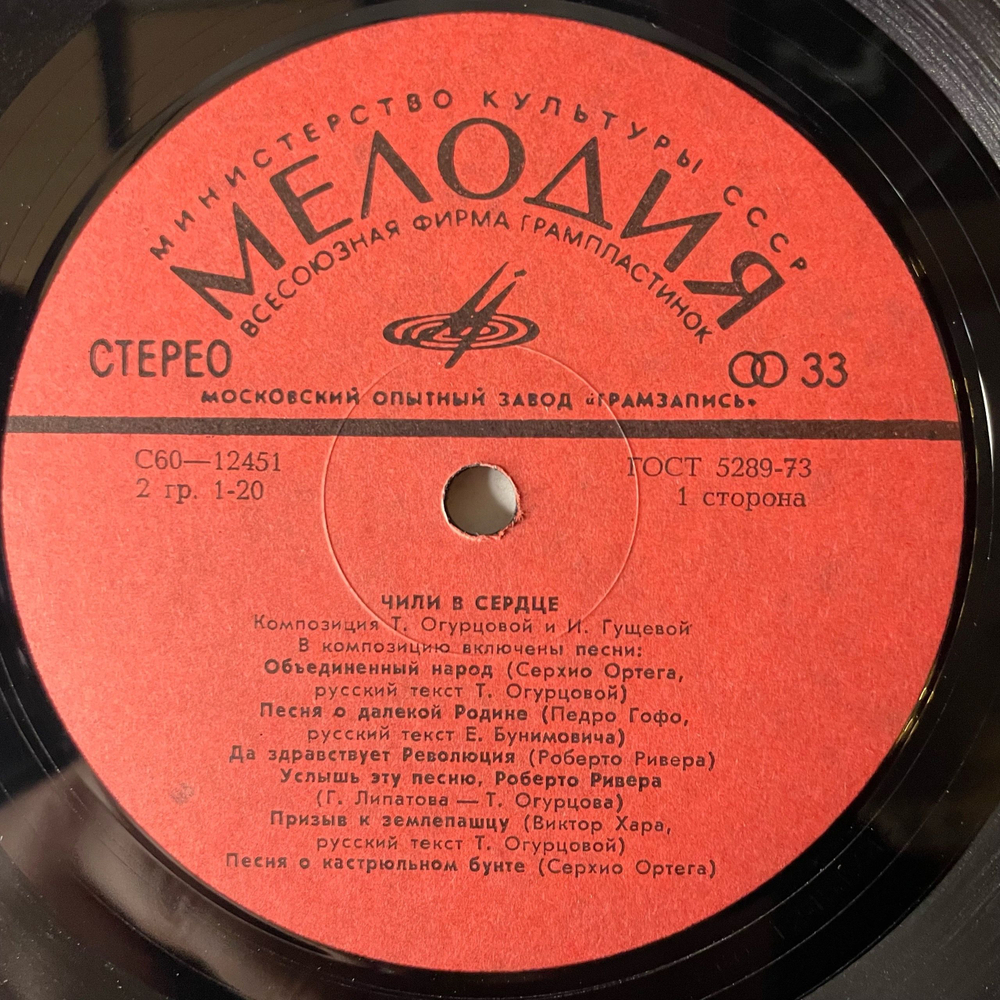 МИНИСТЕРСТВО КУЛЬТУРЫ СССР
МЕЛОДИЯ
ВСЕСОЮЗНАЯ ФИРМА ГРАМПЛАСТИНОК
СТЕРЕО
33
МОСКОВСКИЙ ОПЫТНЫЙ ЗАВОД «ГРАМЗАПИСЬ»
С60—12451
ГОСТ 5289-73
2 гр. 1-20
1 сторона
ЧИЛИ В СЕРДЦЕ
Композиция Т. Огурцовой и И. Гущевой
В композицию включены песни:
Объединенный народ (Серхио Ортега,
русский текст Т. Огурцовой)
Песня о далекой Родине (Педро Гофо,
русский текст Е. Бунимовича)
Да здравствует Революция (Роберто Ривера)
Услышь эту песню, Роберто Ривера
(Г. Липатова — Т. Огурцова)
Призыв к землепашцу (Виктор Хара,
русский текст Т. Огурцовой)
Песня о кастрюльном бунте (Серхио Ортега)